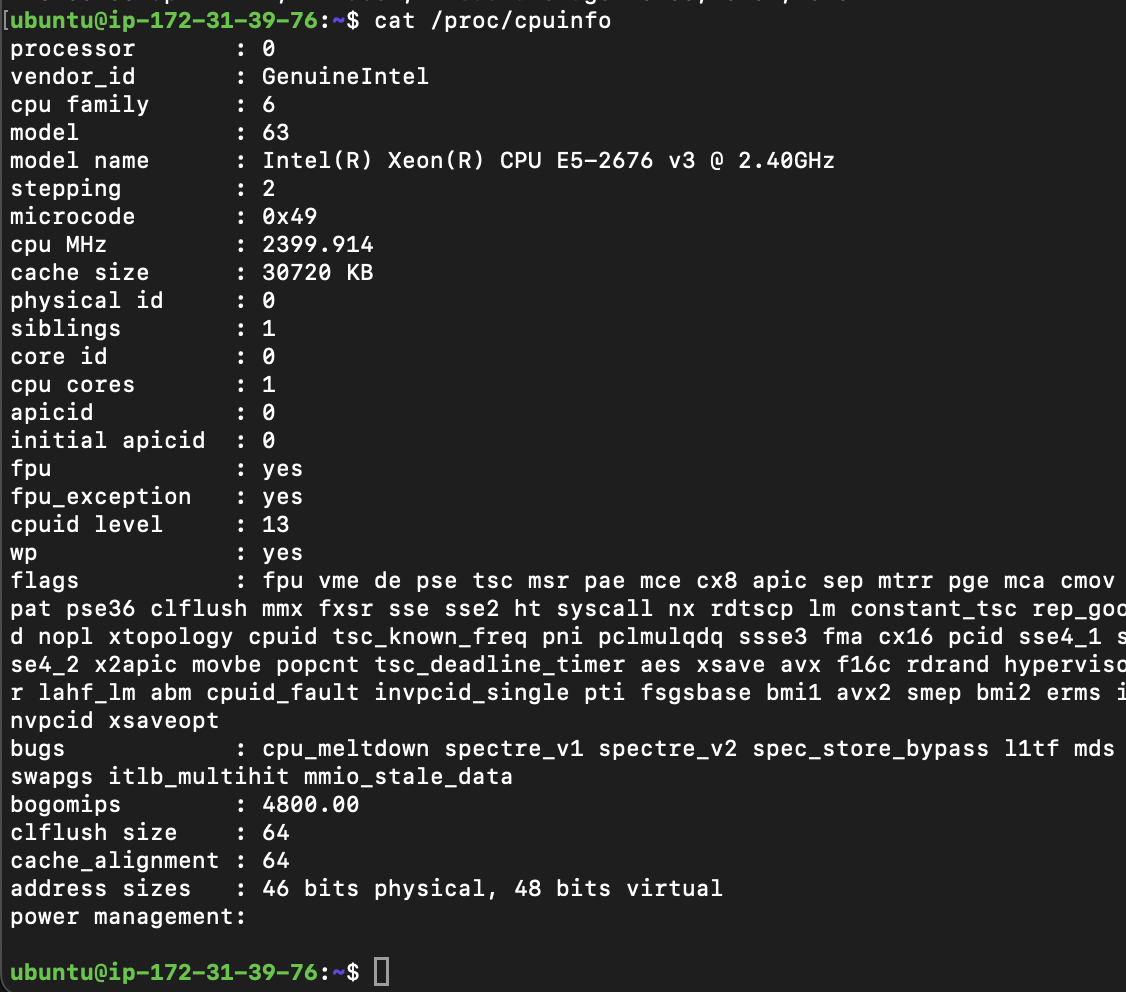 [ubuntu@ip-172-31-39-76:~$ cat /proc/cpuinfo
processor : 0
vendor_id : GenuineIntel
cpu family : 6
model : 63
model name : Intel(R) Xeon(R) CPU E5-2676 v3 @ 2.40GHz
stepping : 2
microcode : 0x49
cpu MHz : 2399.914
cache size : 30720 KB
physical id : 0
siblings : 1
core id : 0
cpu cores : 1
apicid : 0
initial apicid : 0
fpu : yes
fpu_exception : yes
cpuid level : 13
wp : yes
flags : fpu vme de pse tsc msr pae mce cx8 apic sep mtrr pge mca cmov
pat pse36 clflush mmx fxsr sse sse2 ht syscall nx rdtscp lm constant_tsc rep_goo
d nopl xtopology cpuid tsc_known_freq pni pclmulqdq ssse3 fma cx16 pcid sse4_1 s
se4_2 x2apic movbe popcnt tsc_deadline_timer aes xsave avx f16c rdrand hyperviso
r lahf_lm abm cpuid_fault invpcid_single pti fsgsbase bmi1 avx2 smep bmi2 erms i
nvpcid xsaveopt
bugs : cpu_meltdown spectre_v1 spectre_v2 spec_store_bypass l1tf mds
swapgs itlb_multihit mmio_stale_data
bogomips : 4800.00
clflush size : 64
cache_alignment : 64
address sizes : 46 bits physical, 48 bits virtual
power management:
ubuntu@ip-172-31-39-76:~$